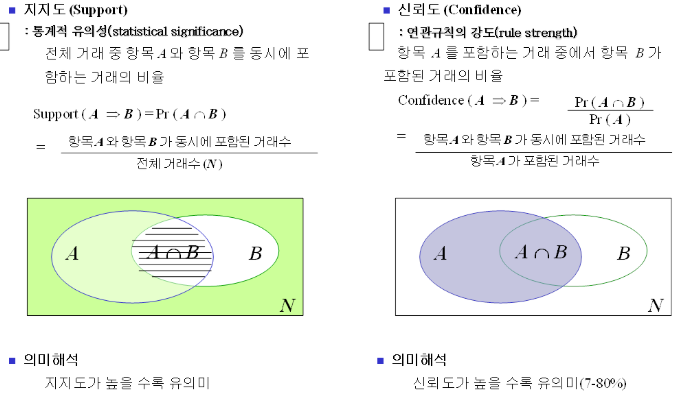 ■ 지지도 (Support)
: 통계적 유의성(statistical significance)
전체 거래 중 항목 A 와 항목 B 를 동시에 포
함하는 거래의 비율
Support ( A ⇒ B ) = Pr ( A ∩ B )
= 항목 A 와 항목 B 가 동시에 포함된 거래수
전체 거래수 (N)
A
A ∩ B
B
N
■ 의미해석
지지도가 높을 수록 유의미
■ 신뢰도 (Confidence)
: 연관규칙의 강도(rule strength)
항목 A 를 포함하는 거래 중에서 항목 B 가
포함된 거래의 비율
Confidence ( A ⇒ B ) = Pr ( A ∩ B )
Pr ( A )
= 항목 A 와 항목 B 가 동시에 포함된 거래수
항목 A 가 포함된 거래수
A
A ∩ B
B
N
■ 의미해석
신뢰도가 높을 수록 유의미(7-80%)